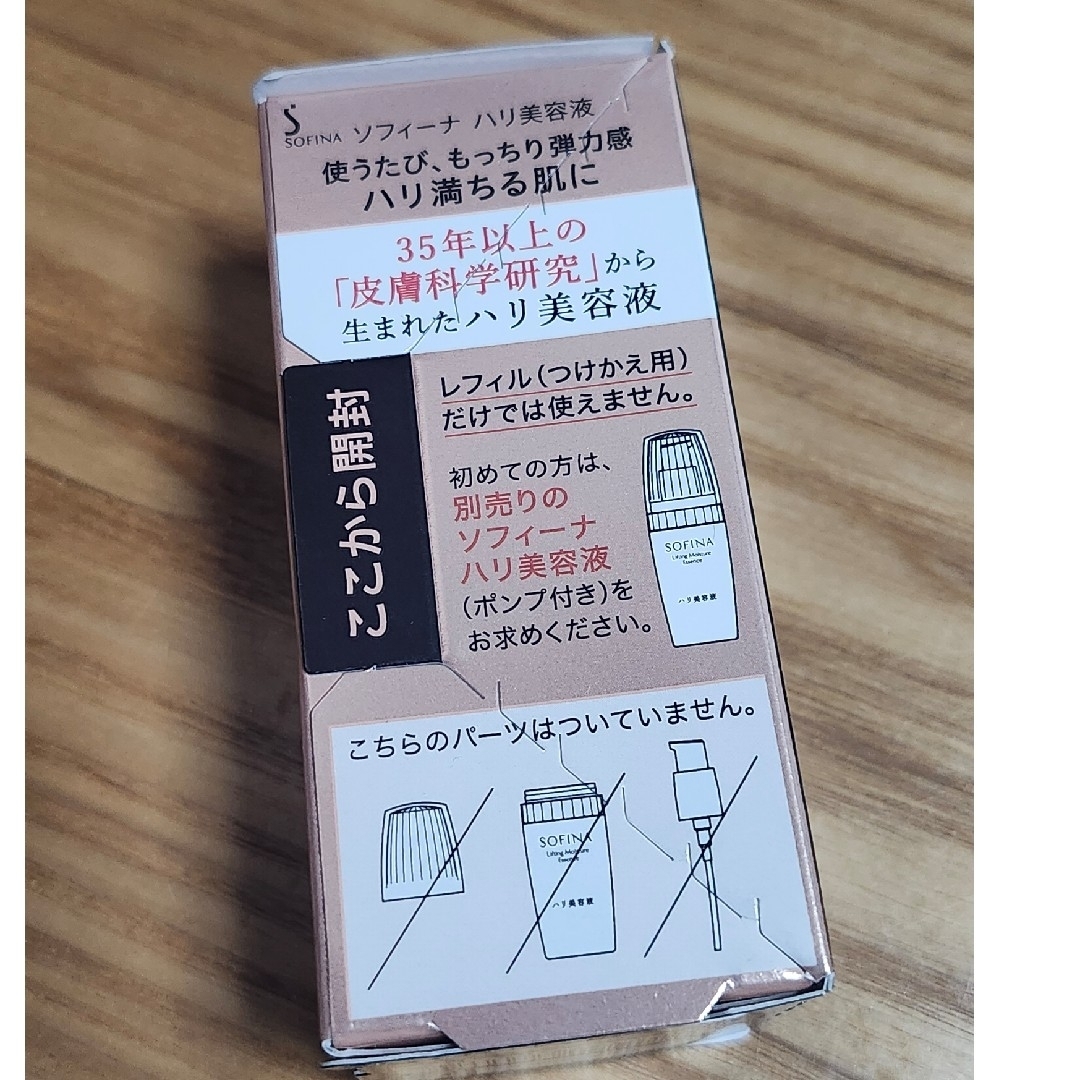 SOFINA ソフィーナ ハリ美容液
使うたび、もっちり弾力感
ハリ満ちる肌に
35年以上の
「皮膚科学研究」から
生まれたハリ美容液
ここから開封
レフィル(つけかえ用)
だけでは使えません。
初めての方は、
別売りの
ソフィーナ
ハリ美容液
(ポンプ付き)を
お求めください。
SOFINA
Lifting Moisture
Essence
ハリ美容液
こちらのパーツはついていません。
SOFINA
Lifting Moisture
Essence
ハリ美容液